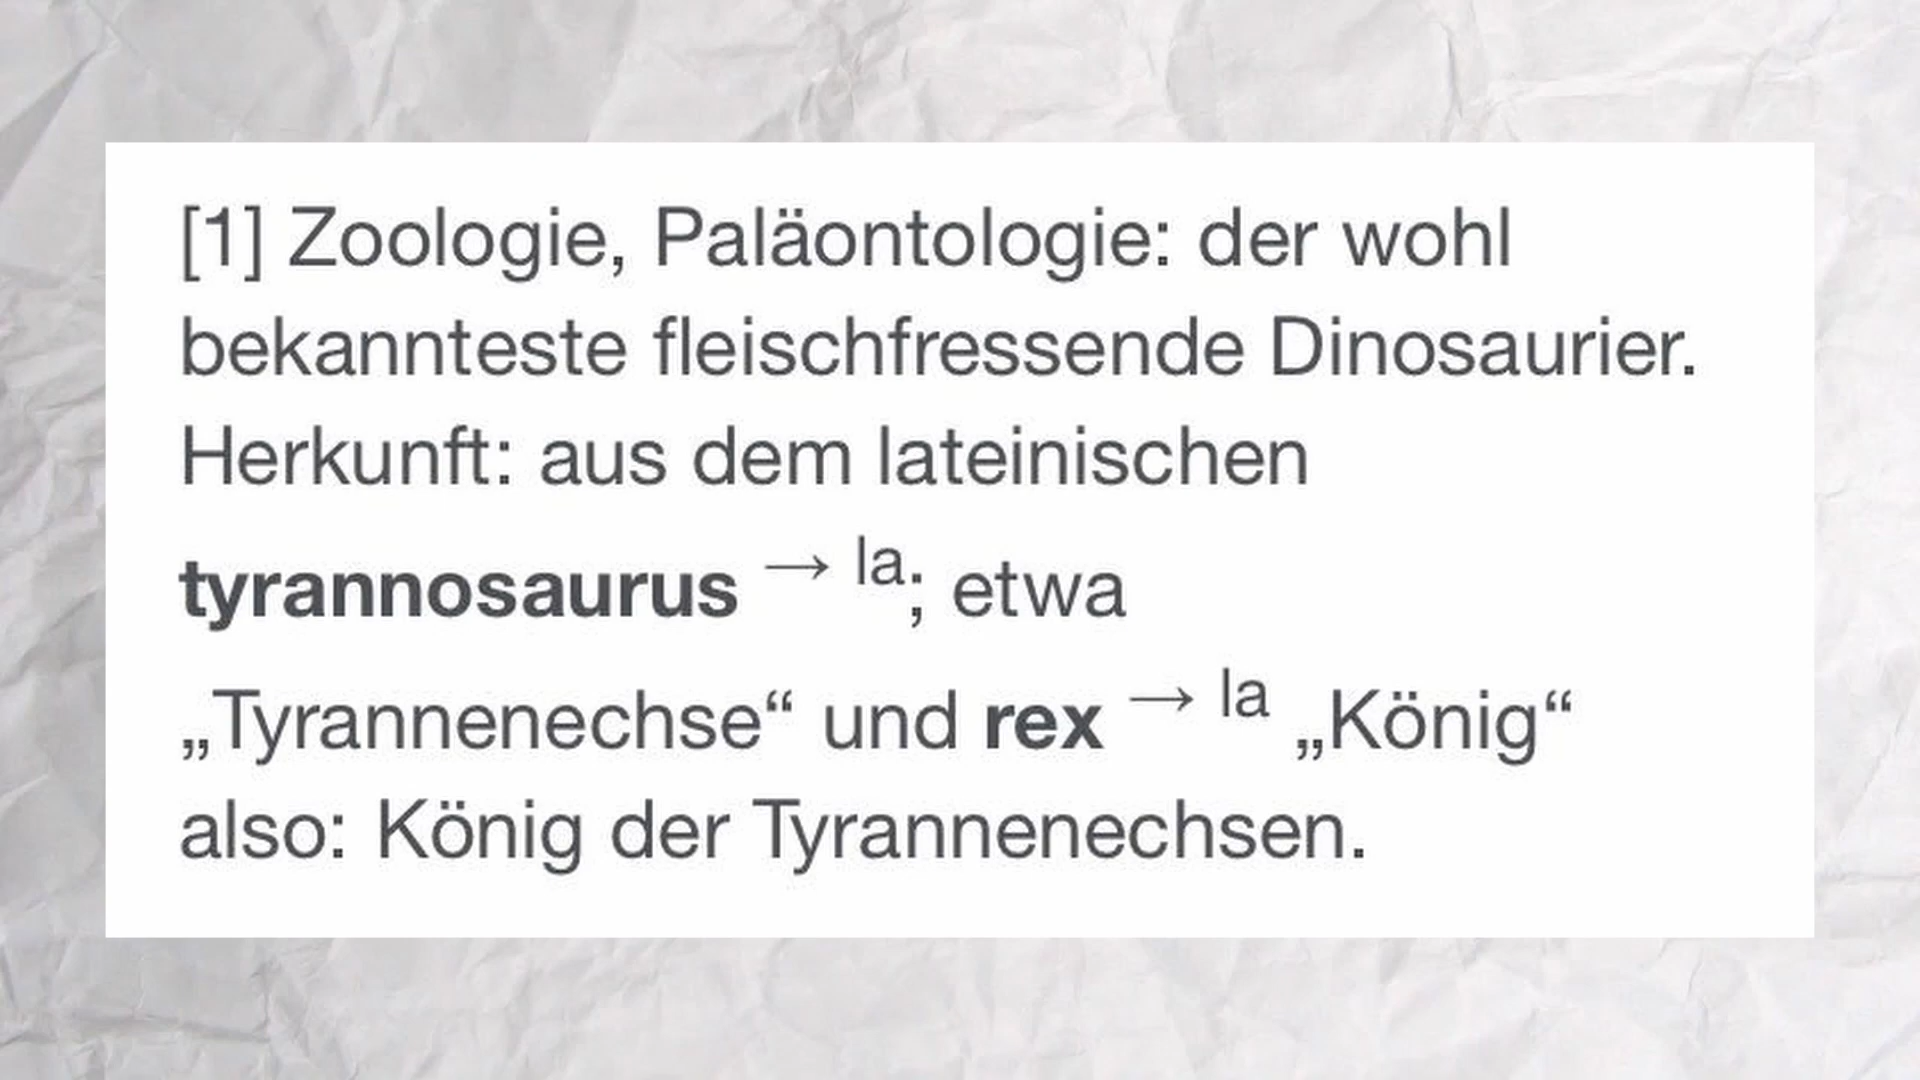 [1] Zoologie, Paläontologie: der wohl
bekannteste fleischfressende Dinosaurier.
Herkunft: aus dem lateinischen
tyrannosaurus → la; etwa
„Tyrannenechse“ und rex → la „König“
also: König der Tyrannenechsen.